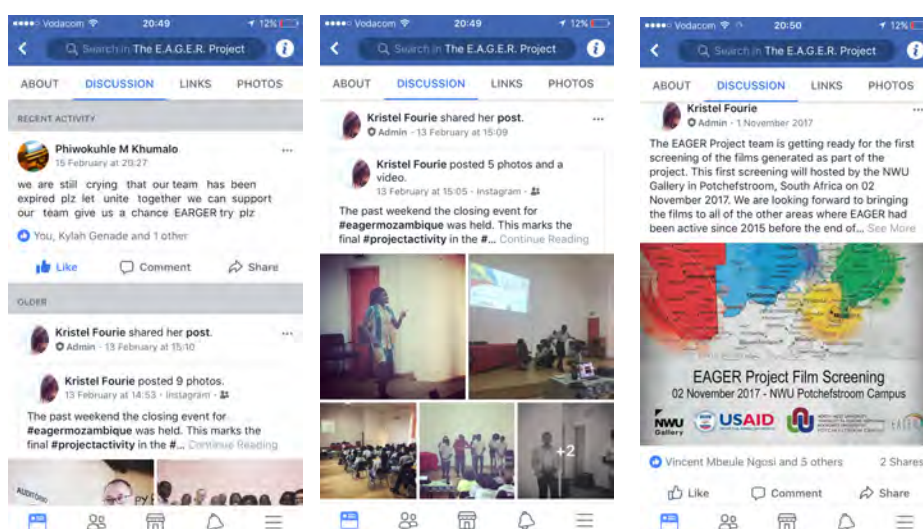 Vodacom 20:49 12%
Search in The E.A.G.E.R. Project
ABOUT DISCUSSION LINKS PHOTOS
RECENT ACTIVITY
Phiwokuhle M Khumalo
15 February at 20:27
we are still crying that our team has been
expired plz let unite together we can support
our team give us a chance EARGER try plz
You, Kylah Genade and 1 other
Like Comment Share
OLDER
Kristel Fourie shared her post.
Admin · 13 February at 15:10
Kristel Fourie posted 9 photos.
13 February at 14:53 · Instagram ·
The past weekend the closing event for
#eagermozambique was held. This marks the
final #projectactivity in the #... Continue Reading
AUDITÓRIO
Vodacom 20:49 12%
Search in The E.A.G.E.R. Project
ABOUT DISCUSSION LINKS PHOTOS
Kristel Fourie shared her post.
Admin · 13 February at 15:09
Kristel Fourie posted 5 photos and a
video.
13 February at 15:05 · Instagram ·
The past weekend the closing event for
#eagermozambique was held. This marks the
final #projectactivity in the #... Continue Reading
+2
Vodacom 20:50 12%
Search in The E.A.G.E.R. Project
ABOUT DISCUSSION LINKS PHOTOS
Kristel Fourie
Admin · 1 November 2017
The EAGER Project team is getting ready for the first
screening of the films generated as part of the
project. This first screening will hosted by the NWU
Gallery in Potchefstroom, South Africa on 02
November 2017. We are looking forward to bringing
the films to all of the other areas where EAGER had
been active since 2015 before the end of... See More
EAGER Project Film Screening
02 November 2017 - NWU Potchefstroom Campus
NWU
Gallery
USAID
Vincent Mbeule Ngosi and 5 others 2 Shares
Like Comment Share